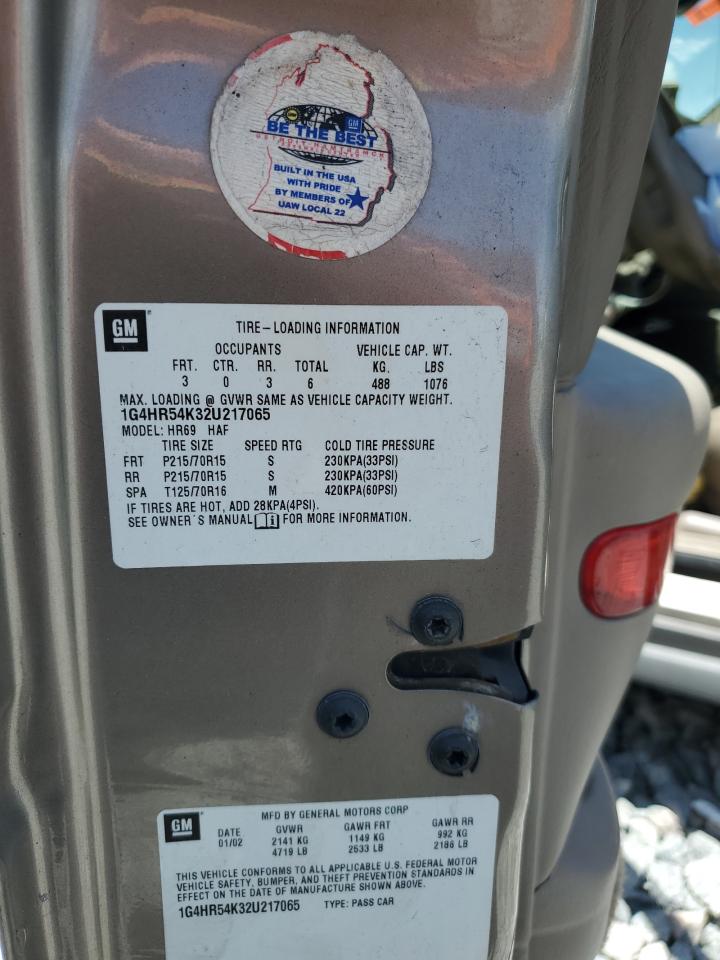 GM
BE THE BEST
DETROIT HAMTRAMCK
BUILT IN THE USA
WITH PRIDE
BY MEMBERS OF
UAW LOCAL 22
GM
TIRE-LOADING INFORMATION
OCCUPANTS VEHICLE CAP. WT.
FRT. CTR. RR. TOTAL KG. LBS
3 0 3 6 488 1076
MAX. LOADING @ GVWR SAME AS VEHICLE CAPACITY WEIGHT.
1G4HR54K32U217065
MODEL: HR69 HAF
TIRE SIZE SPEED RTG COLD TIRE PRESSURE
FRT P215/70R15 S 230KPA(33PSI)
RR P215/70R15 S 230KPA(33PSI)
SPA T125/70R16 M 420KPA(60PSI)
IF TIRES ARE HOT, ADD 28KPA(4PSI).
SEE OWNER'S MANUAL FOR MORE INFORMATION.
GM
MFD BY GENERAL MOTORS CORP
DATE GVWR GAWR FRT GAWR RR
01/02 2141 KG 1149 KG 992 KG
4719 LB 2533 LB 2186 LB
THIS VEHICLE CONFORMS TO ALL APPLICABLE U.S. FEDERAL MOTOR
VEHICLE SAFETY, BUMPER, AND THEFT PREVENTION STANDARDS IN
EFFECT ON THE DATE OF MANUFACTURE SHOWN ABOVE.
1G4HR54K32U217065 TYPE: PASS CAR